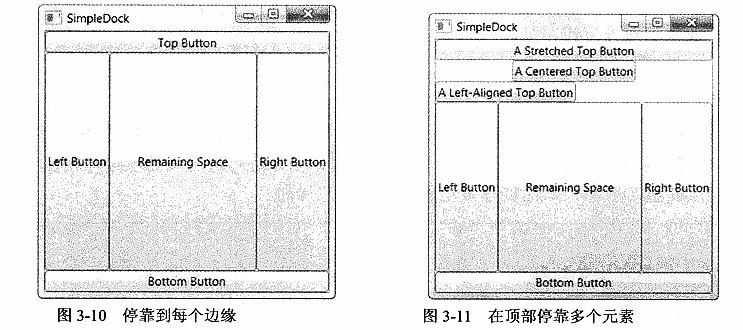 SimpleDock
Top Button
Left Button
Remaining Space
Right Button
Bottom Button
图 3-10 停靠到每个边缘
SimpleDock
A Stretched Top Button
A Centered Top Button
A Left-Aligned Top Button
Left Button
Remaining Space
Right Button
Bottom Button
图 3-11 在顶部停靠多个元素